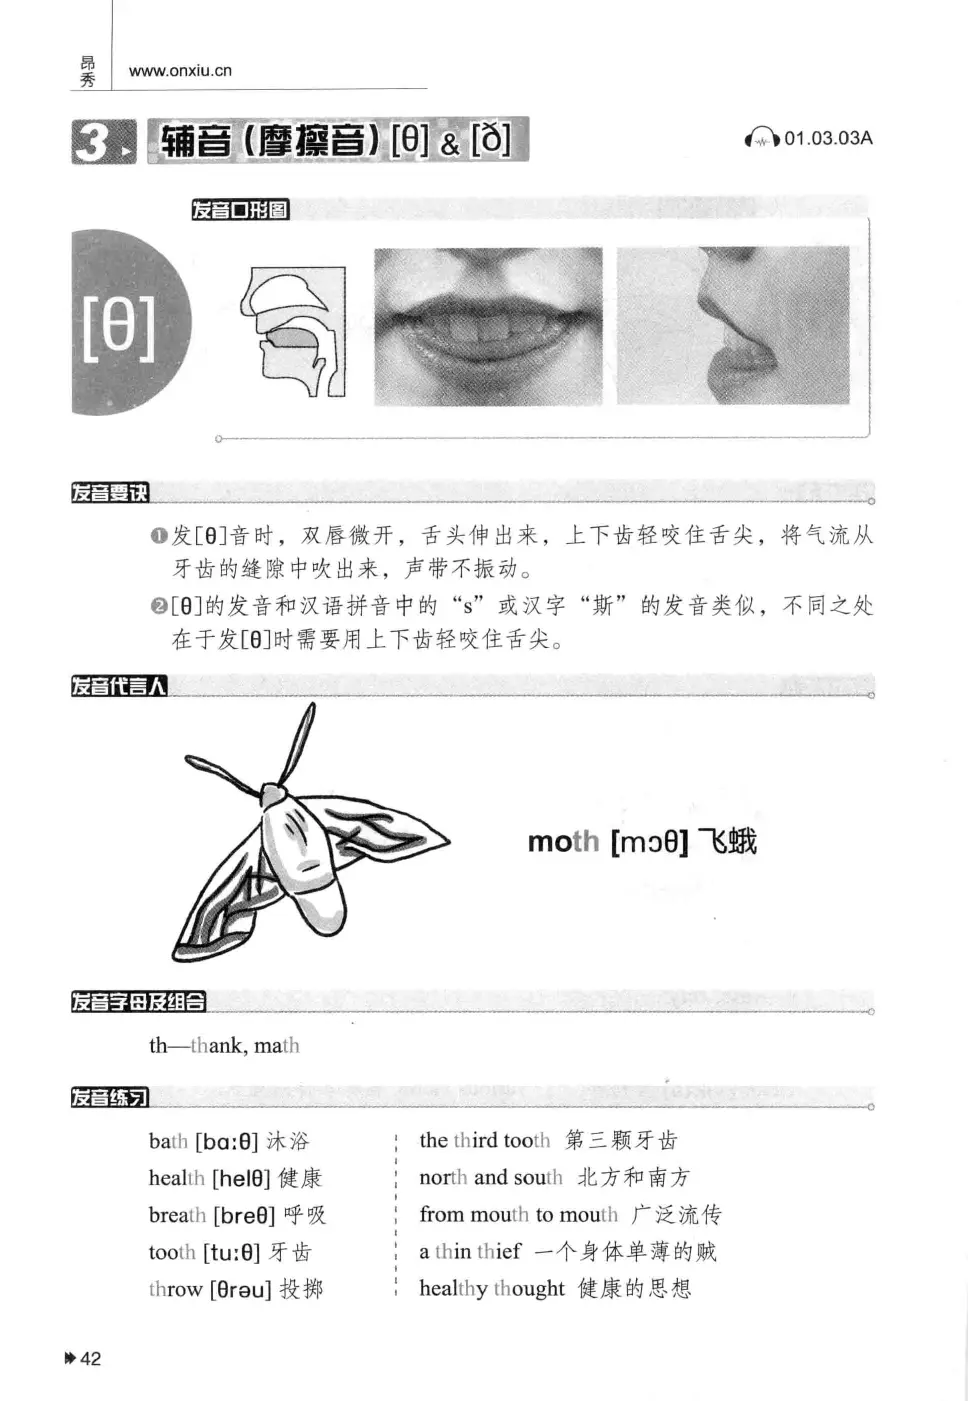 昂秀
www.onxiu.cn
3 辅音(摩擦音)[θ] & [ð]
01.03.03A
发音口形图
[θ]
发音要诀
❶发[θ]音时，双唇微开，舌头伸出来，上下齿轻咬住舌尖，将气流从
牙齿的缝隙中吹出来，声带不振动。
❷[θ]的发音和汉语拼音中的“s”或汉字“斯”的发音类似，不同之处
在于发[θ]时需要用上下齿轻咬住舌尖。
发音代言人
moth [mɔθ] 飞蛾
发音字母及组合
th—thank, math
发音练习
bath [bɑːθ] 沐浴
health [helθ] 健康
breath [breθ] 呼吸
tooth [tuːθ] 牙齿
throw [θrəu] 投掷
the third tooth 第三颗牙齿
north and south 北方和南方
from mouth to mouth 广泛流传
a thin thief 一个身体单薄的贼
healthy thought 健康的思想
42